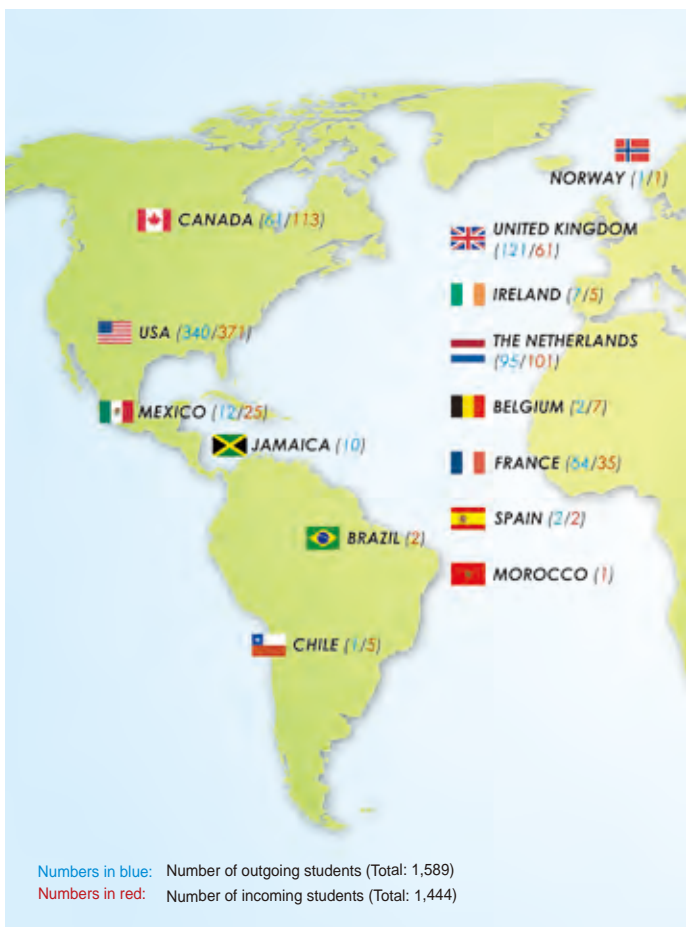 NORWAY (1/1)
CANADA (61/113)
UNITED KINGDOM
(121/61)
IRELAND (7/5)
USA (340/371)
THE NETHERLANDS
(95/101)
MEXICO (12/25)
BELGIUM (2/7)
JAMAICA (10)
FRANCE (64/35)
SPAIN (2/2)
BRAZIL (2)
MOROCCO (1)
CHILE (1/5)
Numbers in blue: Number of outgoing students (Total: 1,589)
Numbers in red: Number of incoming students (Total: 1,444)